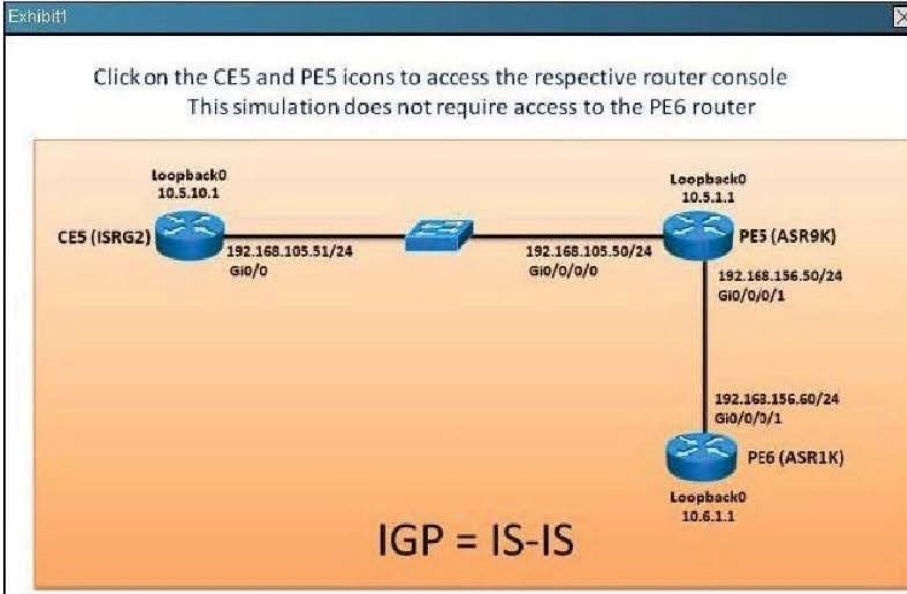 Exhibit1
Click on the CE5 and PE5 icons to access the respective router console
This simulation does not require access to the PE6 router
Loopback0
10.5.10.1
CE5 (ISRG2)
192.168.105.51/24
Gi0/0
Loopback0
10.5.1.1
PE5 (ASR9K)
192.168.105.50/24
Gi0/0/0/0
192.168.156.50/24
Gi0/0/0/1
192.168.156.60/24
Gi0/0/0/1
PE6 (ASR1K)
Loopback0
10.6.1.1
IGP = IS-IS